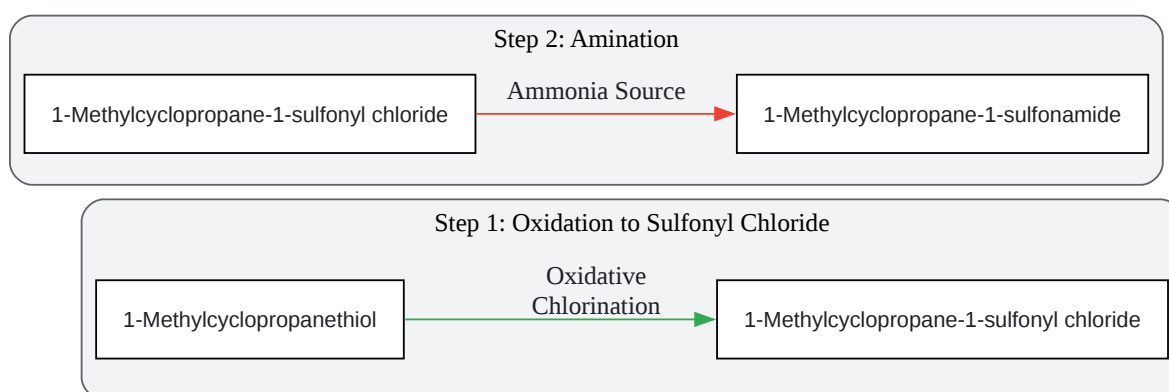 Step 2: Amination
1-Methylcyclopropane-1-sulfonyl chloride
Ammonia Source
1-Methylcyclopropane-1-sulfonamide
Step 1: Oxidation to Sulfonyl Chloride
1-Methylcyclopropanethiol
Oxidative
Chlorination
1-Methylcyclopropane-1-sulfonyl chloride